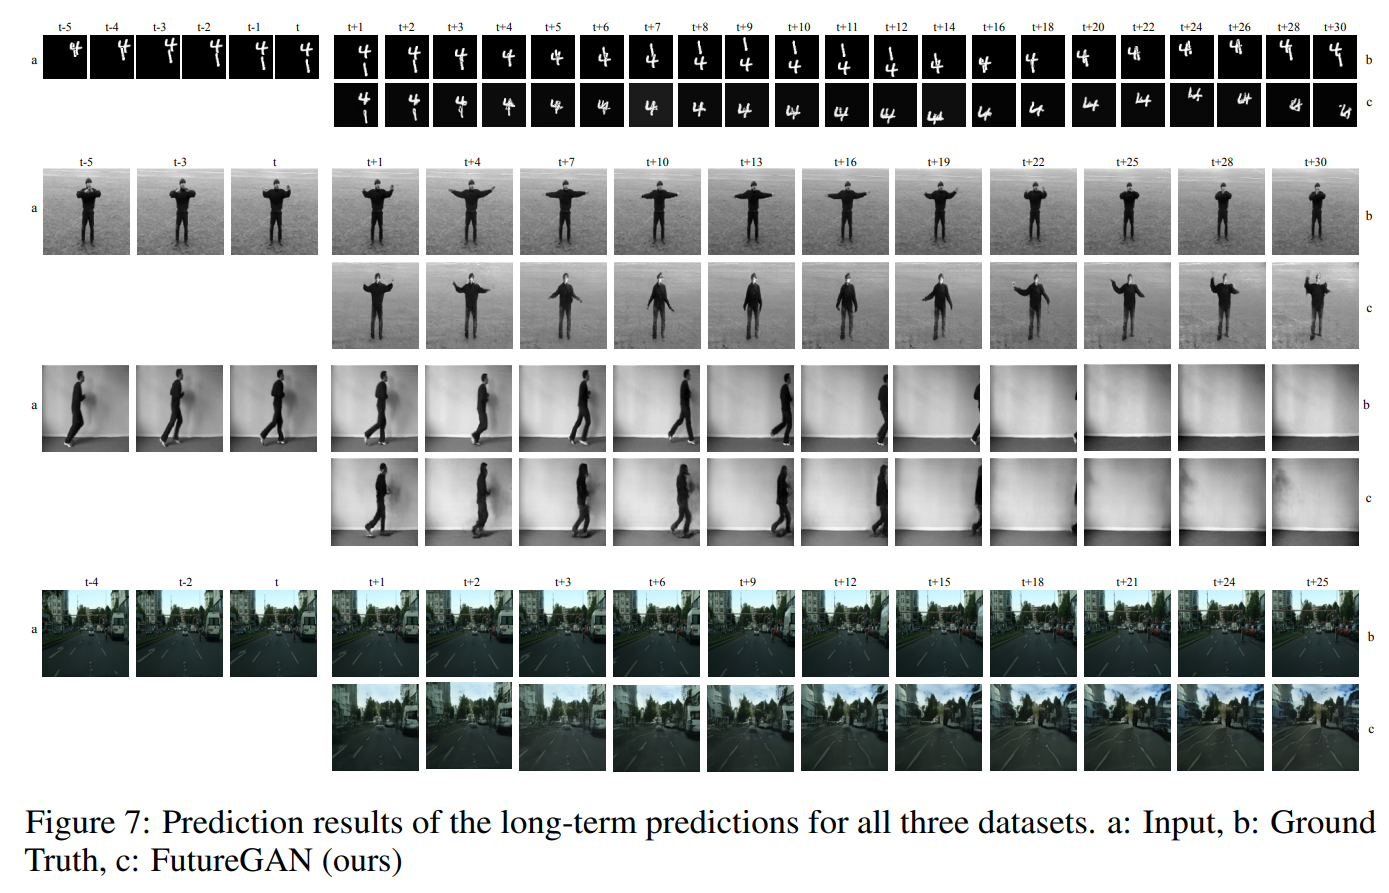 t-5 t-4 t-3 t-2 t-1 t t+1 t+2 t+3 t+4 t+5 t+6 t+7 t+8 t+9 t+10 t+11 t+12 t+14 t+16 t+18 t+20 t+22 t+24 t+26 t+28 t+30
a b
c
t-5 t-3 t t+1 t+4 t+7 t+10 t+13 t+16 t+19 t+22 t+25 t+28 t+30
a b
c
a b
c
t-4 t-2 t t+1 t+2 t+3 t+6 t+9 t+12 t+15 t+18 t+21 t+24 t+25
a b
c
Figure 7: Prediction results of the long-term predictions for all three datasets. a: Input, b: Ground
Truth, c: FutureGAN (ours)